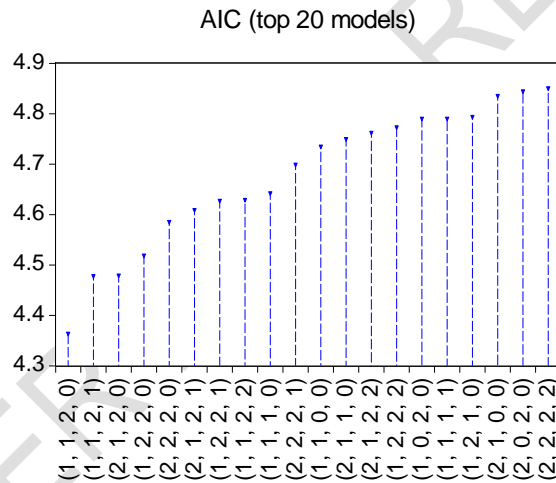 AIC (top 20 models)
4.9
4.8
4.7
4.6
4.5
4.4
4.3
(1, 1, 2, 0)
(1, 1, 2, 1)
(2, 1, 2, 0)
(1, 2, 2, 0)
(2, 2, 2, 0)
(2, 1, 2, 1)
(1, 2, 2, 1)
(1, 1, 2, 2)
(1, 1, 1, 0)
(2, 2, 2, 1)
(1, 1, 0, 0)
(2, 1, 1, 0)
(2, 1, 2, 2)
(1, 2, 2, 2)
(1, 0, 2, 0)
(1, 1, 1, 1)
(1, 2, 1, 0)
(2, 1, 0, 0)
(2, 0, 2, 0)
(2, 2, 2, 2)